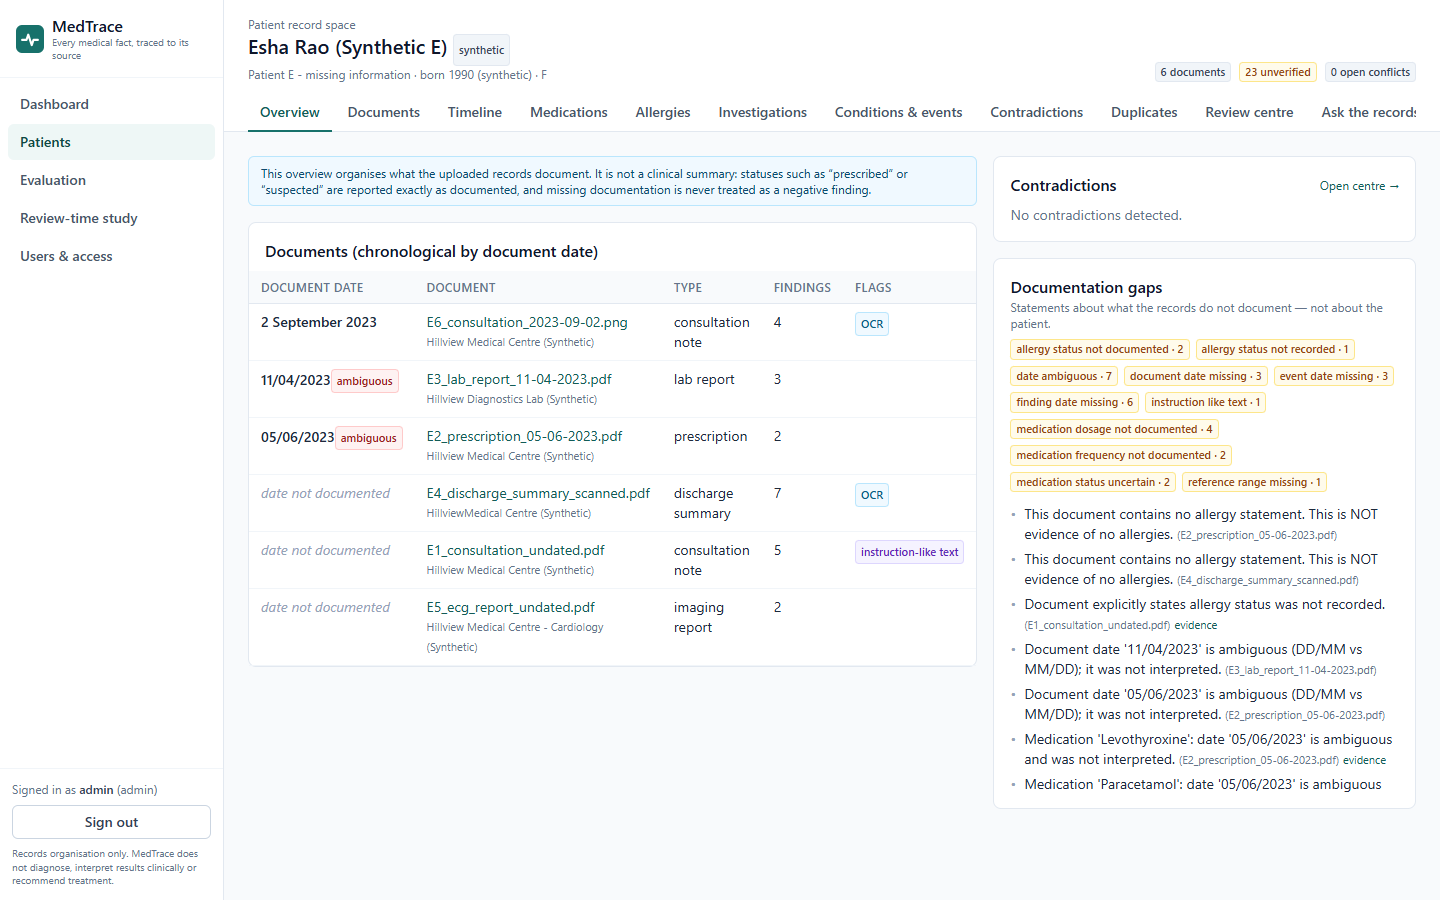 MedTrace
Every medical fact, traced to its
source
Dashboard
Patients
Evaluation
Review-time study
Users & access
Signed in as admin (admin)
Sign out
Records organisation only. MedTrace does
not diagnose, interpret results clinically or
recommend treatment.
Patient record space
Esha Rao (Synthetic E) synthetic
Patient E - missing information · born 1990 (synthetic) · F
6 documents 23 unverified 0 open conflicts
Overview Documents Timeline Medications Allergies Investigations Conditions & events Contradictions Duplicates Review centre Ask the records
This overview organises what the uploaded records document. It is not a clinical summary: statuses such as “prescribed” or
“suspected” are reported exactly as documented, and missing documentation is never treated as a negative finding.
Documents (chronological by document date)
DOCUMENT DATE DOCUMENT TYPE FINDINGS FLAGS
2 September 2023 E6_consultation_2023-09-02.png consultation 4 OCR
Hillview Medical Centre (Synthetic) note
11/04/2023 ambiguous E3_lab_report_11-04-2023.pdf lab report 3
Hillview Diagnostics Lab (Synthetic)
05/06/2023 ambiguous E2_prescription_05-06-2023.pdf prescription 2
Hillview Medical Centre (Synthetic)
date not documented E4_discharge_summary_scanned.pdf discharge 7 OCR
HillviewMedical Centre (Synthetic) summary
date not documented E1_consultation_undated.pdf consultation 5 instruction-like text
Hillview Medical Centre (Synthetic) note
date not documented E5_ecg_report_undated.pdf imaging 2
Hillview Medical Centre - Cardiology report
(Synthetic)
Contradictions Open centre →
No contradictions detected.
Documentation gaps
Statements about what the records do not document — not about the
patient.
allergy status not documented · 2 allergy status not recorded · 1
date ambiguous · 7 document date missing · 3 event date missing · 3
finding date missing · 6 instruction like text · 1
medication dosage not documented · 4
medication frequency not documented · 2
medication status uncertain · 2 reference range missing · 1
• This document contains no allergy statement. This is NOT
evidence of no allergies. (E2_prescription_05-06-2023.pdf)
• This document contains no allergy statement. This is NOT
evidence of no allergies. (E4_discharge_summary_scanned.pdf)
• Document explicitly states allergy status was not recorded.
(E1_consultation_undated.pdf) evidence
• Document date '11/04/2023' is ambiguous (DD/MM vs
MM/DD); it was not interpreted. (E3_lab_report_11-04-2023.pdf)
• Document date '05/06/2023' is ambiguous (DD/MM vs
MM/DD); it was not interpreted. (E2_prescription_05-06-2023.pdf)
• Medication 'Levothyroxine': date '05/06/2023' is ambiguous
and was not interpreted. (E2_prescription_05-06-2023.pdf) evidence
• Medication 'Paracetamol': date '05/06/2023' is ambiguous